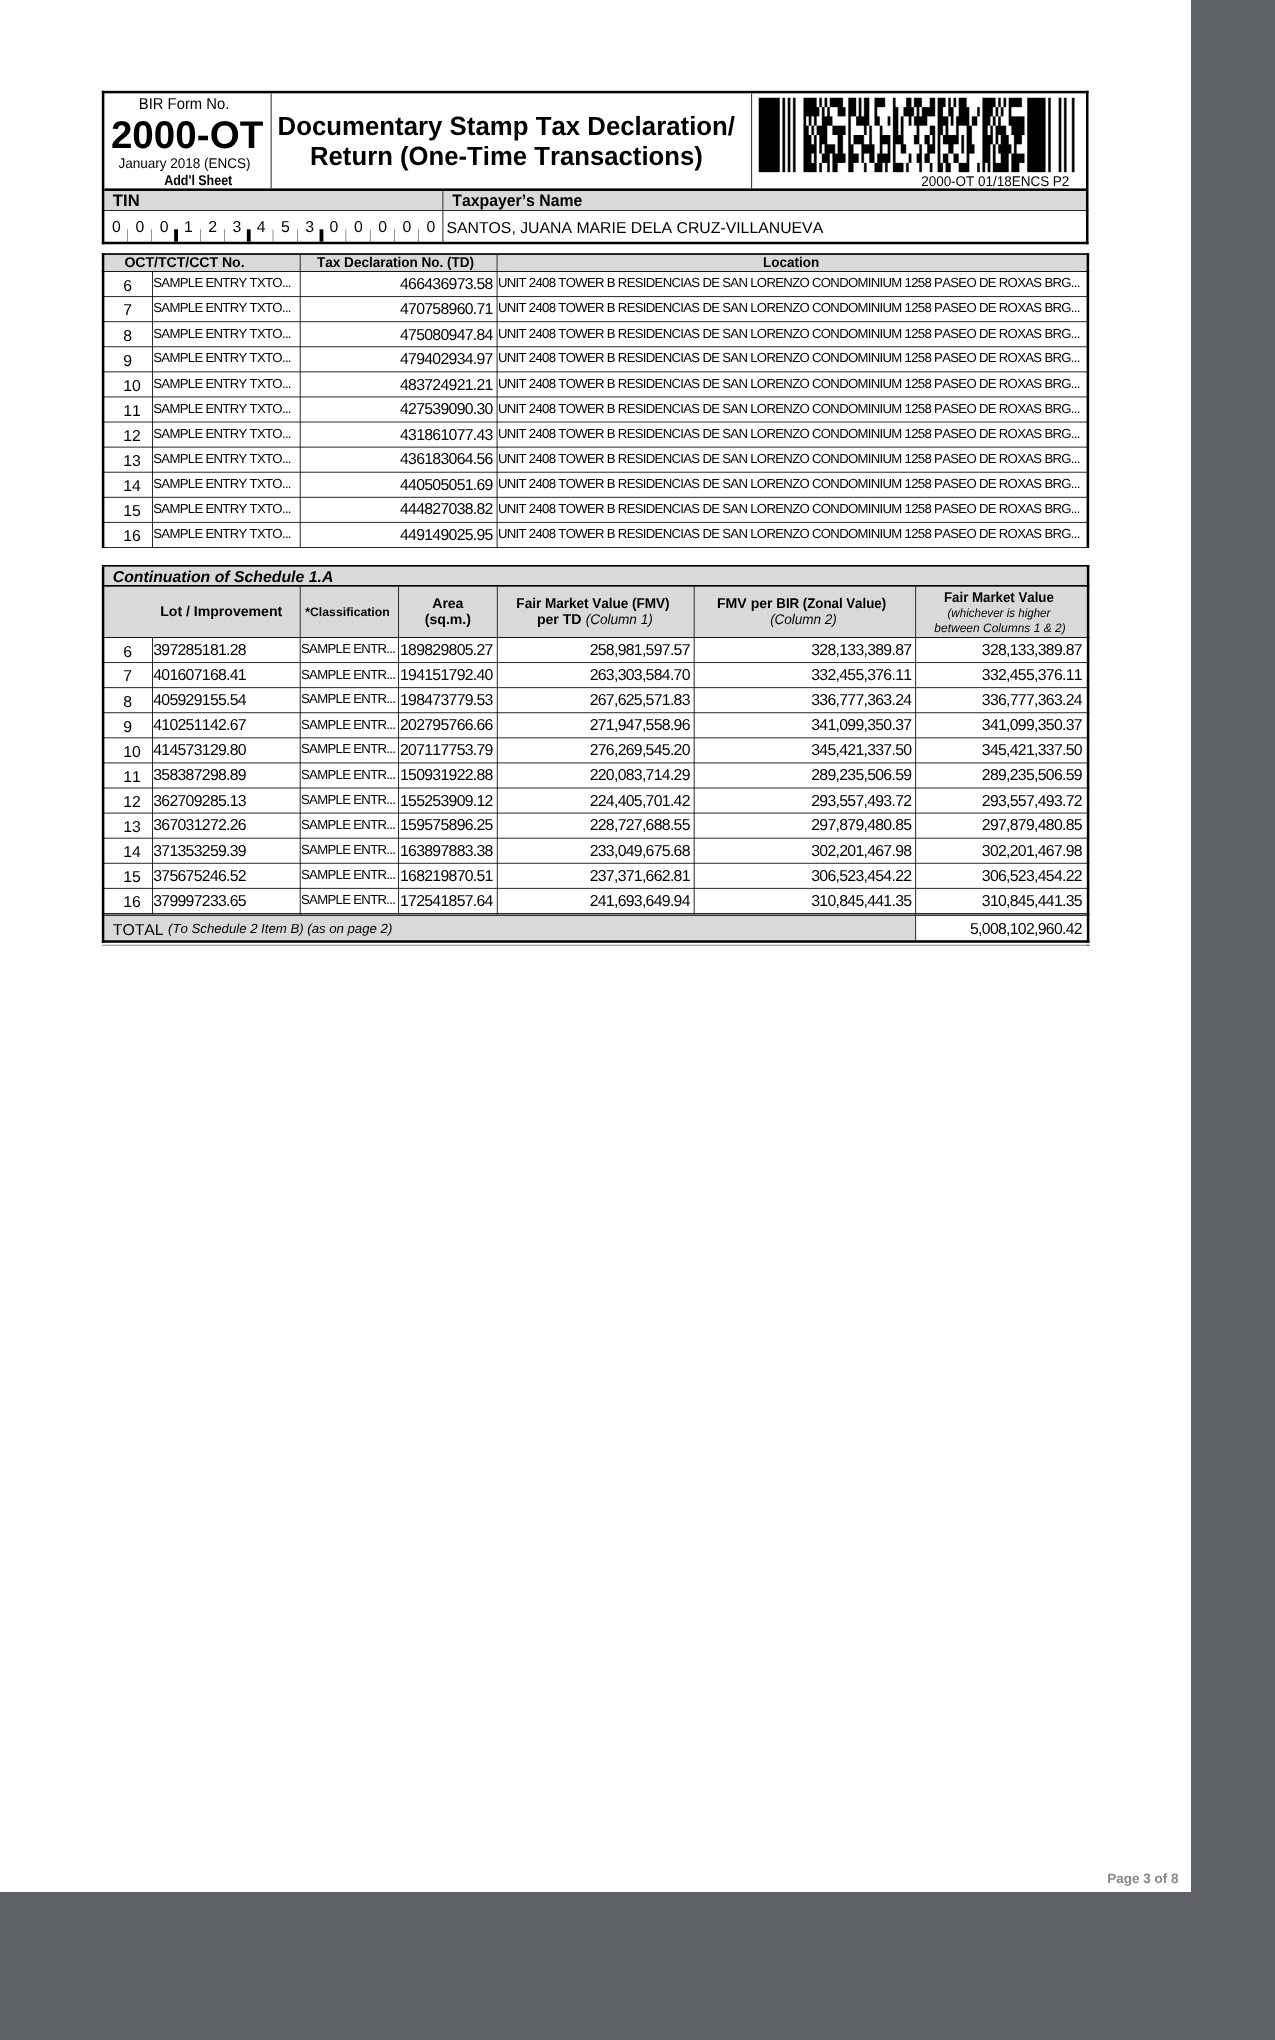 BIR Form No.
2000-OT
January 2018 (ENCS)
Add'l Sheet
Documentary Stamp Tax Declaration/
Return (One-Time Transactions)
2000-OT 01/18ENCS P2
TIN Taxpayer's Name
0 0 0 1 2 3 4 5 3 0 0 0 0 0 SANTOS, JUANA MARIE DELA CRUZ-VILLANUEVA
OCT/TCT/CCT No. Tax Declaration No. (TD) Location
6 SAMPLE ENTRY TXTO... 466436973.58 UNIT 2408 TOWER B RESIDENCIAS DE SAN LORENZO CONDOMINIUM 1258 PASEO DE ROXAS BRG...
7 SAMPLE ENTRY TXTO... 470758960.71 UNIT 2408 TOWER B RESIDENCIAS DE SAN LORENZO CONDOMINIUM 1258 PASEO DE ROXAS BRG...
8 SAMPLE ENTRY TXTO... 475080947.84 UNIT 2408 TOWER B RESIDENCIAS DE SAN LORENZO CONDOMINIUM 1258 PASEO DE ROXAS BRG...
9 SAMPLE ENTRY TXTO... 479402934.97 UNIT 2408 TOWER B RESIDENCIAS DE SAN LORENZO CONDOMINIUM 1258 PASEO DE ROXAS BRG...
10 SAMPLE ENTRY TXTO... 483724921.21 UNIT 2408 TOWER B RESIDENCIAS DE SAN LORENZO CONDOMINIUM 1258 PASEO DE ROXAS BRG...
11 SAMPLE ENTRY TXTO... 427539090.30 UNIT 2408 TOWER B RESIDENCIAS DE SAN LORENZO CONDOMINIUM 1258 PASEO DE ROXAS BRG...
12 SAMPLE ENTRY TXTO... 431861077.43 UNIT 2408 TOWER B RESIDENCIAS DE SAN LORENZO CONDOMINIUM 1258 PASEO DE ROXAS BRG...
13 SAMPLE ENTRY TXTO... 436183064.56 UNIT 2408 TOWER B RESIDENCIAS DE SAN LORENZO CONDOMINIUM 1258 PASEO DE ROXAS BRG...
14 SAMPLE ENTRY TXTO... 440505051.69 UNIT 2408 TOWER B RESIDENCIAS DE SAN LORENZO CONDOMINIUM 1258 PASEO DE ROXAS BRG...
15 SAMPLE ENTRY TXTO... 444827038.82 UNIT 2408 TOWER B RESIDENCIAS DE SAN LORENZO CONDOMINIUM 1258 PASEO DE ROXAS BRG...
16 SAMPLE ENTRY TXTO... 449149025.95 UNIT 2408 TOWER B RESIDENCIAS DE SAN LORENZO CONDOMINIUM 1258 PASEO DE ROXAS BRG...
Continuation of Schedule 1.A
Lot / Improvement
*Classification
Area
(sq.m.)
Fair Market Value (FMV)
per TD (Column 1)
FMV per BIR (Zonal Value)
(Column 2)
Fair Market Value
(whichever is higher
between Columns 1 & 2)
6 397285181.28 SAMPLE ENTR... 189829805.27 258,981,597.57 328,133,389.87 328,133,389.87
7 401607168.41 SAMPLE ENTR... 194151792.40 263,303,584.70 332,455,376.11 332,455,376.11
8 405929155.54 SAMPLE ENTR... 198473779.53 267,625,571.83 336,777,363.24 336,777,363.24
9 410251142.67 SAMPLE ENTR... 202795766.66 271,947,558.96 341,099,350.37 341,099,350.37
10 414573129.80 SAMPLE ENTR... 207117753.79 276,269,545.20 345,421,337.50 345,421,337.50
11 358387298.89 SAMPLE ENTR... 150931922.88 220,083,714.29 289,235,506.59 289,235,506.59
12 362709285.13 SAMPLE ENTR... 155253909.12 224,405,701.42 293,557,493.72 293,557,493.72
13 367031272.26 SAMPLE ENTR... 159575896.25 228,727,688.55 297,879,480.85 297,879,480.85
14 371353259.39 SAMPLE ENTR... 163897883.38 233,049,675.68 302,201,467.98 302,201,467.98
15 375675246.52 SAMPLE ENTR... 168219870.51 237,371,662.81 306,523,454.22 306,523,454.22
16 379997233.65 SAMPLE ENTR... 172541857.64 241,693,649.94 310,845,441.35 310,845,441.35
TOTAL (To Schedule 2 Item B) (as on page 2) 5,008,102,960.42
Page 3 of 8